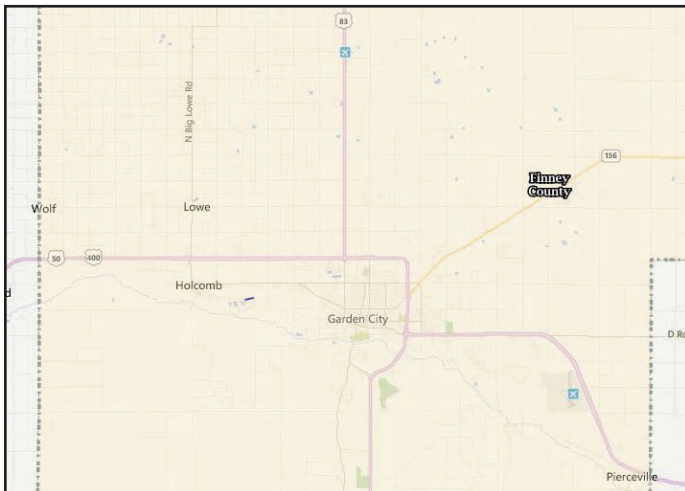 83
N Big Lowe Rd
156
Finney
County
Wolf
Lowe
50
400
Holcomb
d
Garden City
D Ro
Pierceville